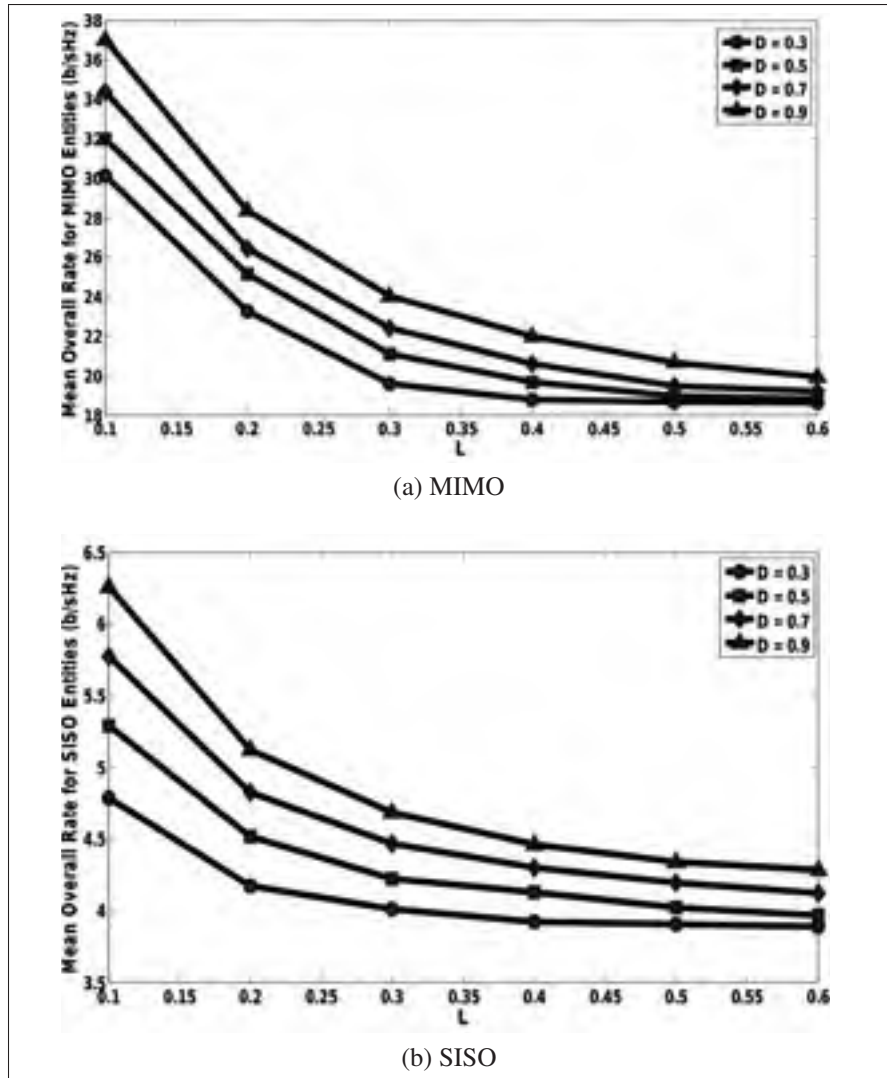 38
36
34
32
30
28
26
24
22
20
18
Mean Overall Rate for MIMO Entities (b/sHz)
D = 0.3
D = 0.5
D = 0.7
D = 0.9
0.1 0.15 0.2 0.25 0.3 0.35 0.4 0.45 0.5 0.55 0.6
L
(a) MIMO
6.5
6
5.5
5
4.5
4
3.5
Mean Overall Rate for SISO Entities (b/sHz)
D = 0.3
D = 0.5
D = 0.7
D = 0.9
0.1 0.15 0.2 0.25 0.3 0.35 0.4 0.45 0.5 0.55 0.6
L
(b) SISO